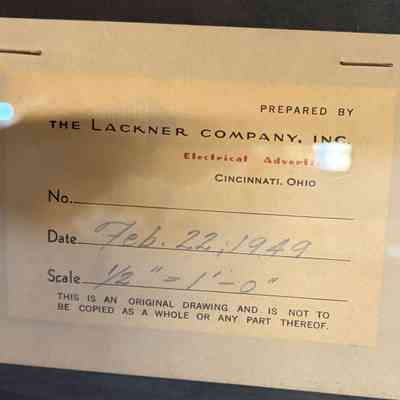 PREPARED BY
THE LACKNER COMPANY, INC.
Electrical
CINCINNATI, OHIO
No.
Date Feb. 22, 1949
Scale 1/2" = 1'-0"
THIS IS AN ORIGINAL DRAWING AND IS NOT TO
BE COPIED AS A WHOLE OR ANY PART THEREOF.